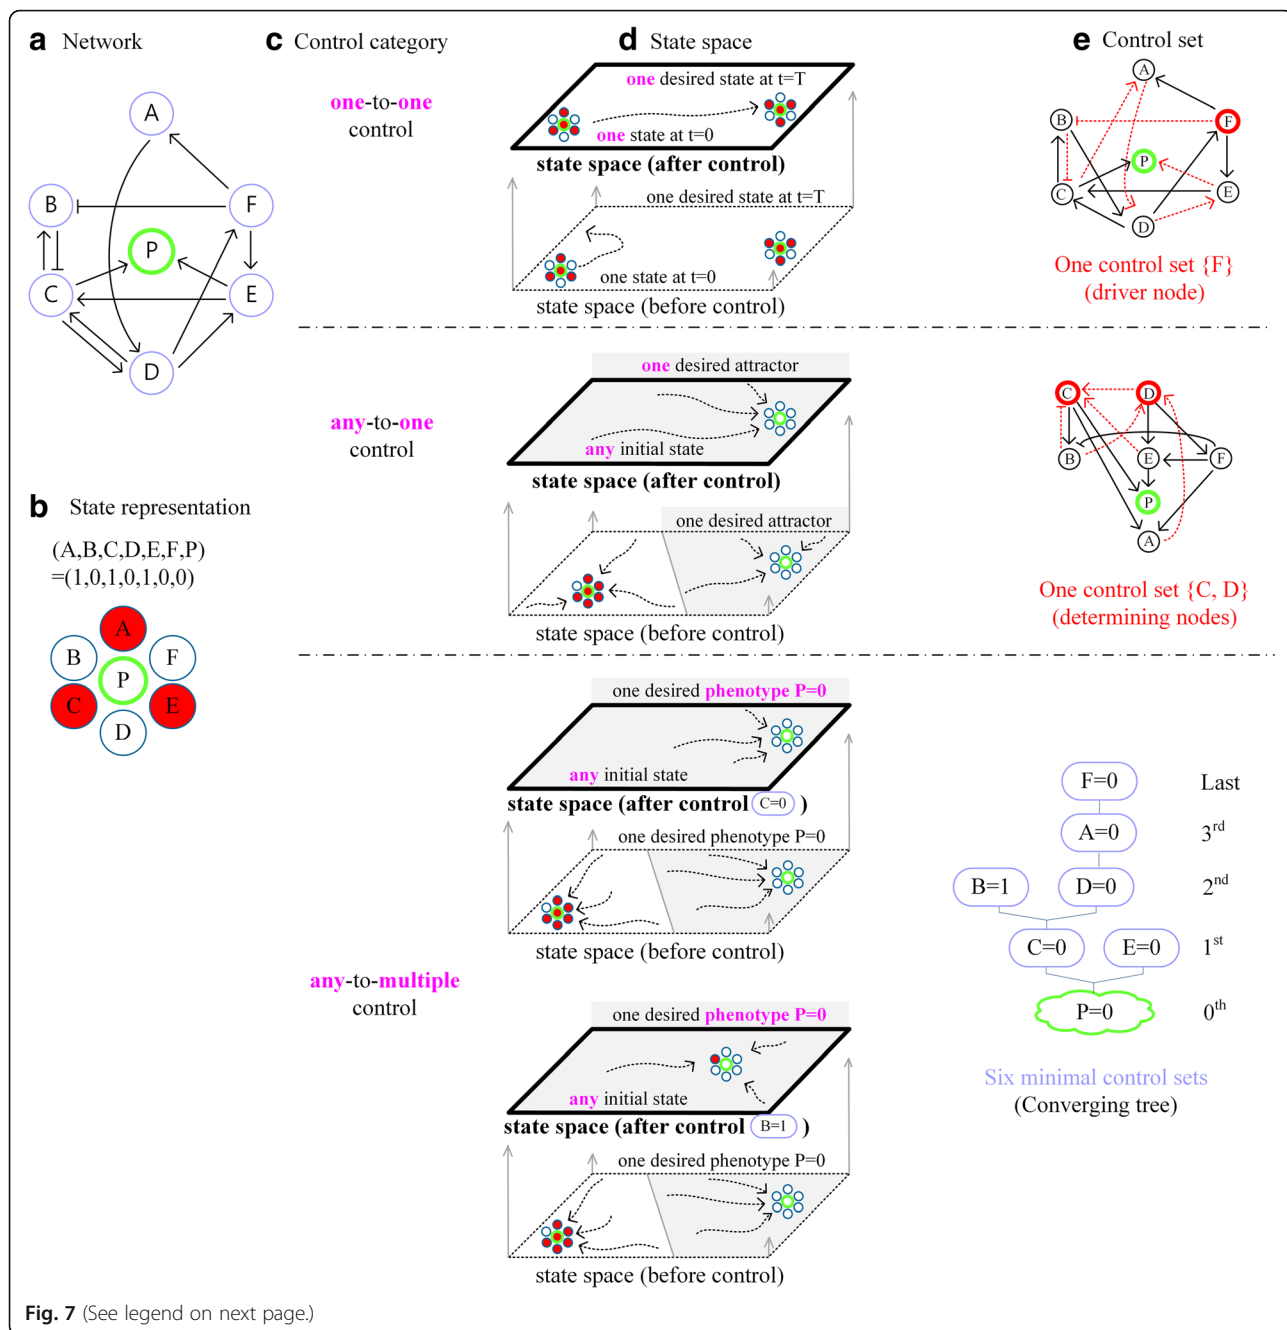 a Network
A
B
F
P
C
E
D
b State representation
(A,B,C,D,E,F,P)
=(1,0,1,0,1,0,0)
A
B
F
P
C
E
D
c Control category
one-to-one
control
any-to-one
control
any-to-multiple
control
d State space
one desired state at t=T
one state at t=0
state space (after control)
one desired state at t=T
one state at t=0
state space (before control)
one desired attractor
any initial state
state space (after control)
one desired attractor
state space (before control)
one desired phenotype P=0
any initial state
state space (after control C=0 )
one desired phenotype P=0
state space (before control)
one desired phenotype P=0
any initial state
state space (after control B=1 )
one desired phenotype P=0
state space (before control)
e Control set
A
B
F
P
C
E
D
One control set {F}
(driver node)
C
D
B
E
F
P
A
One control set {C, D}
(determining nodes)
F=0 Last
A=0 3rd
B=1 D=0 2nd
C=0 E=0 1st
P=0 0th
Six minimal control sets
(Converging tree)
Fig. 7 (See legend on next page.)